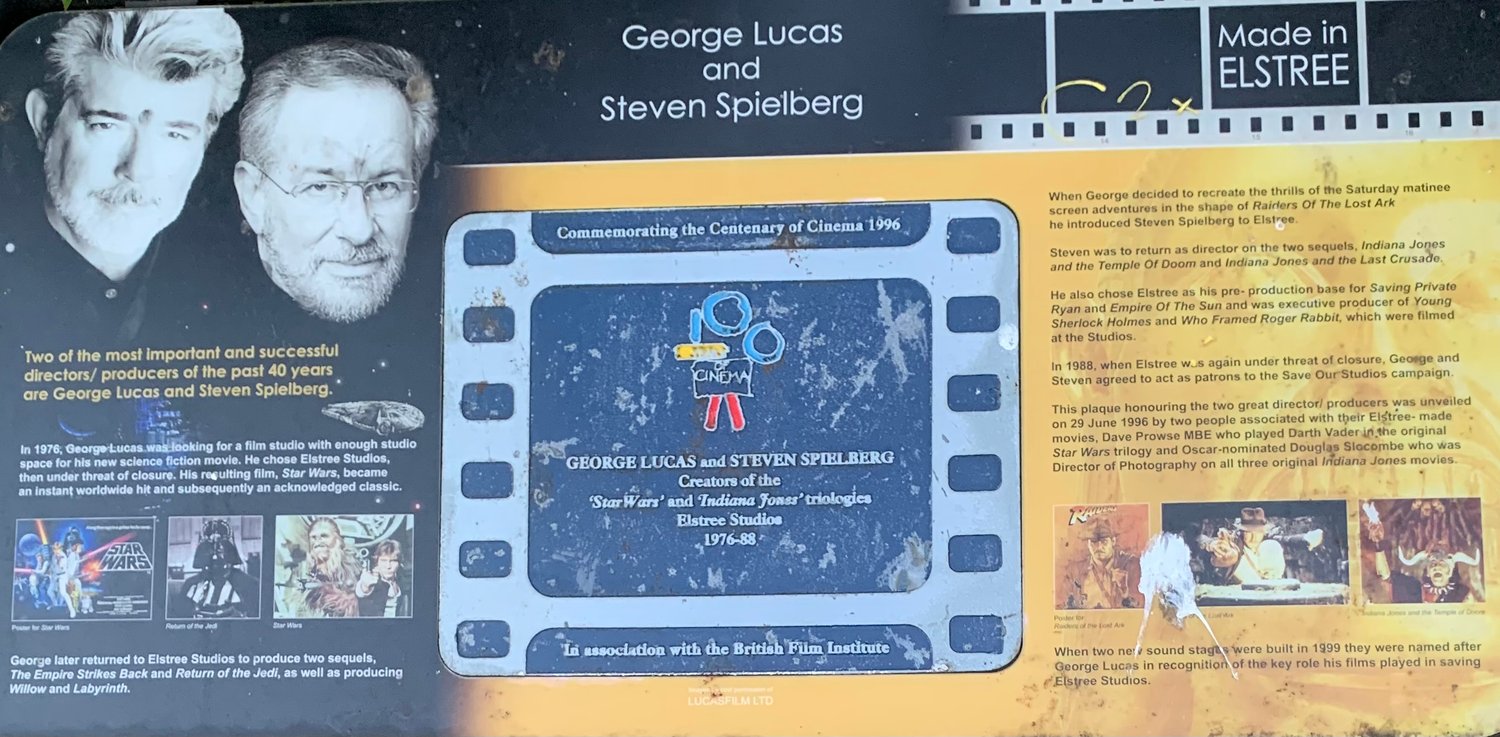 George Lucas
and
Steven Spielberg
Made in
ELSTREE
Two of the most important and successful
directors/ producers of the past 40 years
are George Lucas and Steven Spielberg.
In 1976, George Lucas was looking for a film studio with enough studio
space for his new science fiction movie. He chose Elstree Studios,
then under threat of closure. His resulting film, Star Wars, became
an instant worldwide hit and subsequently an acknowledged classic.
STAR
WARS
Poster for Star Wars
Return of the Jedi
Star Wars
George later returned to Elstree Studios to produce two sequels,
The Empire Strikes Back and Return of the Jedi, as well as producing
Willow and Labyrinth.
Commemorating the Centenary of Cinema 1996
100
YEARS
OF
CINEMA
GEORGE LUCAS and STEVEN SPIELBERG
Creators of the
'Star Wars' and 'Indiana Jones' triologies
Elstree Studios
1976-88
In association with the British Film Institute
Images by kind permission of
LUCASFILM LTD
When George decided to recreate the thrills of the Saturday matinee
screen adventures in the shape of Raiders Of The Lost Ark
he introduced Steven Spielberg to Elstree.
Steven was to return as director on the two sequels, Indiana Jones
and the Temple Of Doom and Indiana Jones and the Last Crusade.
He also chose Elstree as his pre- production base for Saving Private
Ryan and Empire Of The Sun and was executive producer of Young
Sherlock Holmes and Who Framed Roger Rabbit, which were filmed
at the Studios.
In 1988, when Elstree was again under threat of closure, George and
Steven agreed to act as patrons to the Save Our Studios campaign.
This plaque honouring the two great director/ producers was unveiled
on 29 June 1996 by two people associated with their Elstree- made
movies, Dave Prowse MBE who played Darth Vader in the original
Star Wars trilogy and Oscar-nominated Douglas Slocombe who was
Director of Photography on all three original Indiana Jones movies.
RAIDERS
Poster for
Raiders of the Lost Ark
the Lost Ark
Indiana Jones and the Temple of Doom
When two new sound stages were built in 1999 they were named after
George Lucas in recognition of the key role his films played in saving
Elstree Studios.